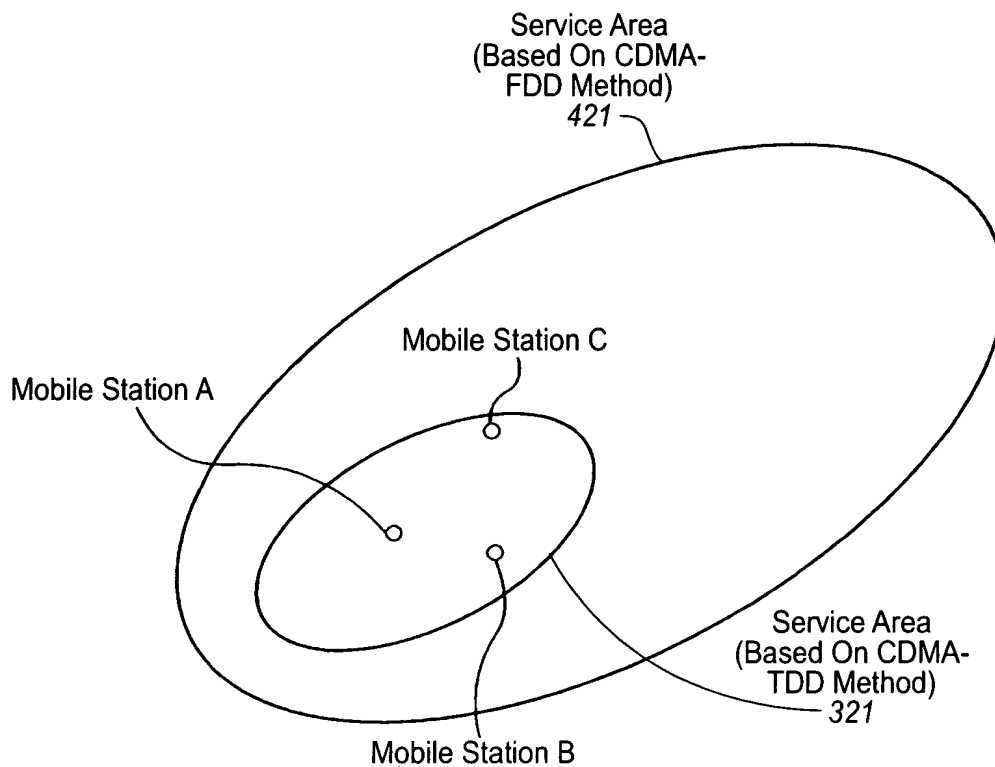 Service Area
(Based On CDMA-
FDD Method)
421
Mobile Station C
Mobile Station A
Service Area
(Based On CDMA-
TDD Method)
321
Mobile Station B